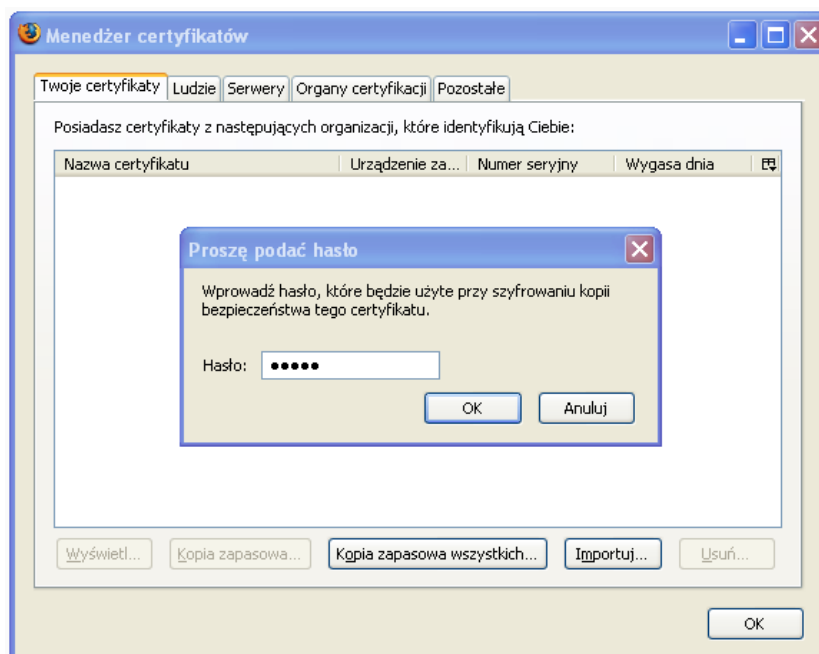 Menedżer certyfikatów
Twoje certyfikaty Ludzie Serwery Organy certyfikacji Pozostałe
Posiadasz certyfikaty z następujących organizacji, które identyfikują Ciebie:
Nazwa certyfikatu Urządzenie za... Numer seryjny Wygasa dnia
Proszę podać hasło
Wprowadź hasło, które będzie użyte przy szyfrowaniu kopii
bezpieczeństwa tego certyfikatu.
Hasło: •••••
OK Anuluj
Wyświetl... Kopia zapasowa... Kopia zapasowa wszystkich... Importuj... Usuń...
OK